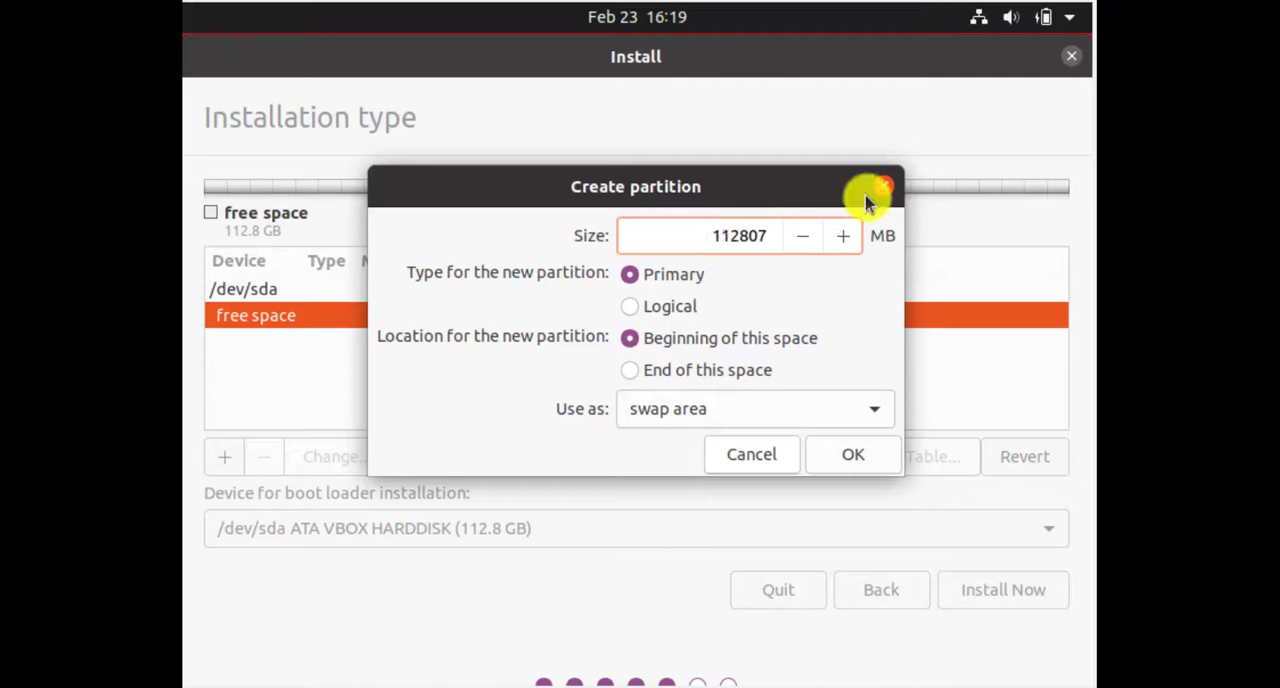 Feb 23 16:19
Install
Installation type
Create partition
free space
112.8 GB
Size: 112807 − + MB
Device Type
Type for the new partition: Primary
/dev/sda
Logical
free space
Location for the new partition: Beginning of this space
End of this space
Use as: swap area
Cancel OK
+ − Change.. Table... Revert
Device for boot loader installation:
/dev/sda ATA VBOX HARDDISK (112.8 GB)
Quit Back Install Now